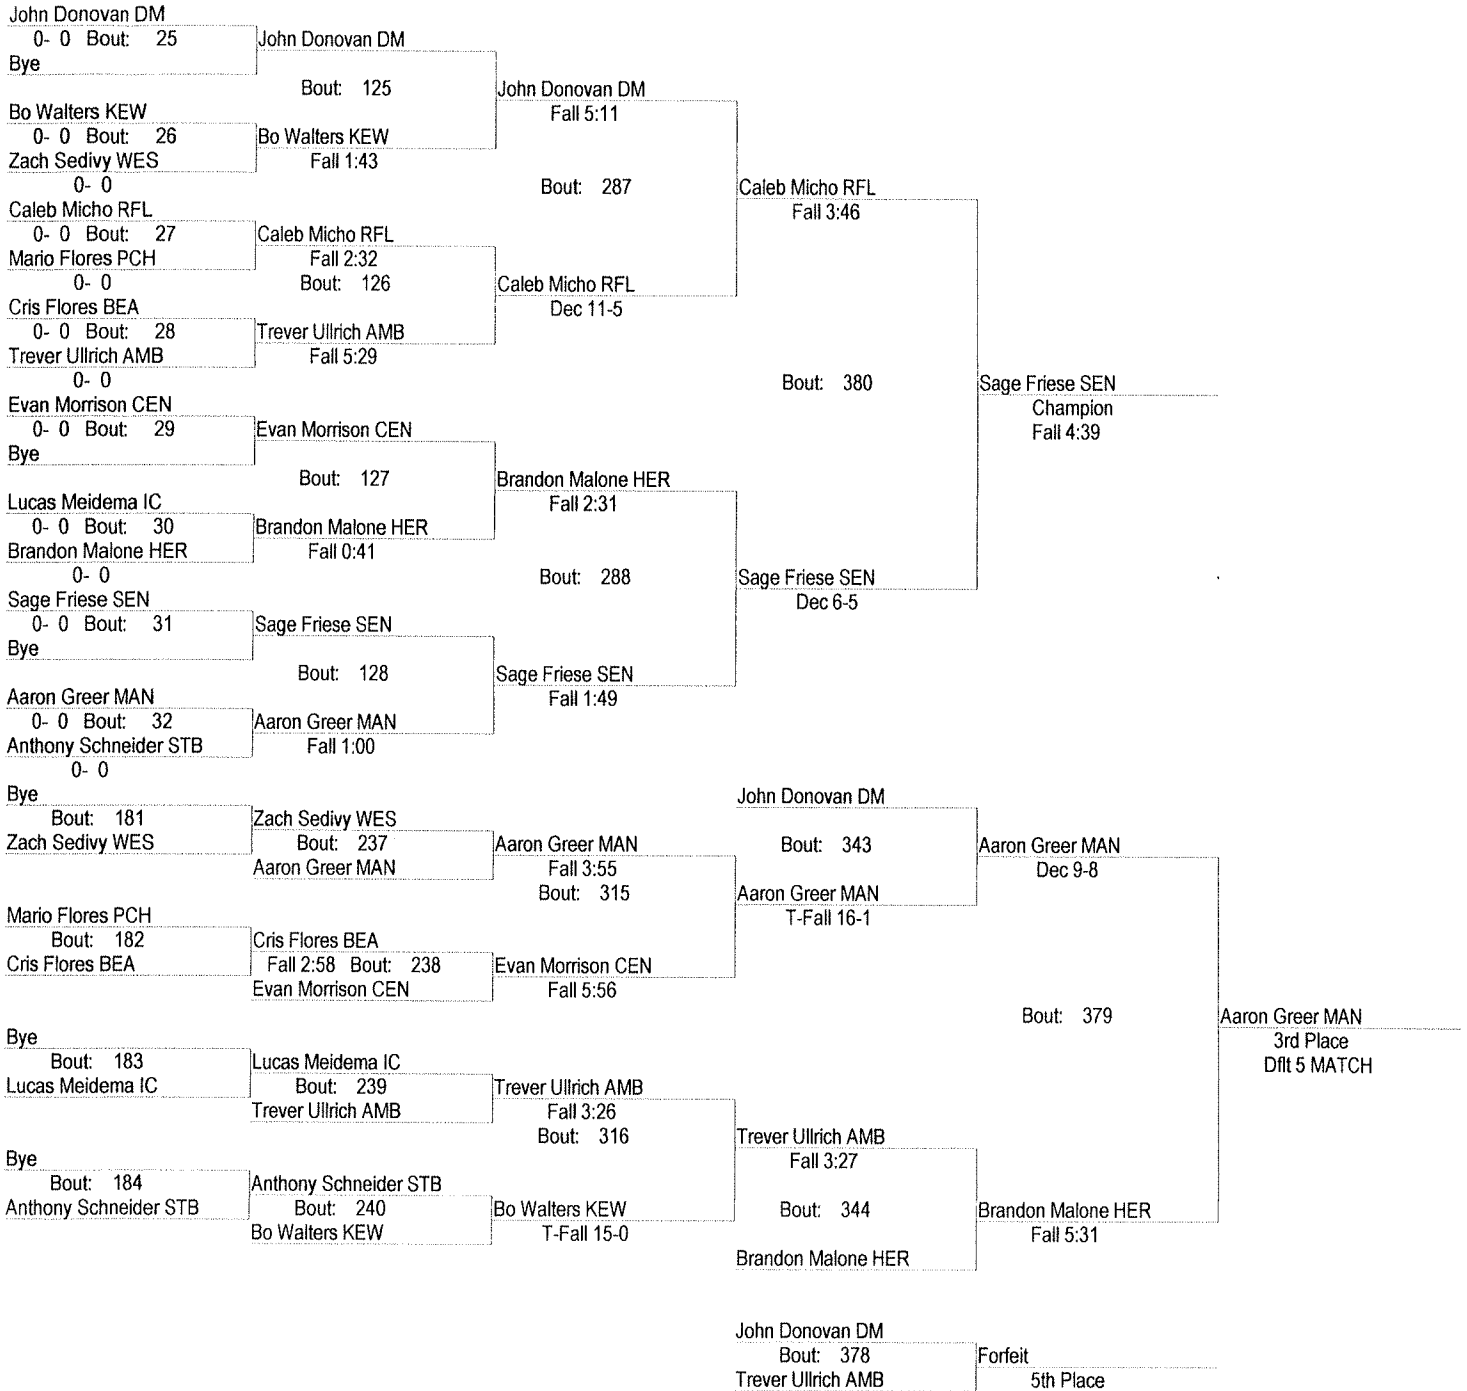 John Donovan DM
0- 0 Bout: 25
Bye
John Donovan DM
Bout: 125
Bo Walters KEW
0- 0 Bout: 26
Zach Sedivy WES
0- 0
Bo Walters KEW
Fall 1:43
John Donovan DM
Fall 5:11
Bout: 287
Caleb Micho RFL
0- 0 Bout: 27
Mario Flores PCH
0- 0
Caleb Micho RFL
Fall 2:32
Bout: 126
Cris Flores BEA
0- 0 Bout: 28
Trever Ullrich AMB
0- 0
Trever Ullrich AMB
Fall 5:29
Caleb Micho RFL
Dec 11-5
Caleb Micho RFL
Fall 3:46
Bout: 380
Evan Morrison CEN
0- 0 Bout: 29
Bye
Evan Morrison CEN
Bout: 127
Lucas Meidema IC
0- 0 Bout: 30
Brandon Malone HER
0- 0
Brandon Malone HER
Fall 0:41
Brandon Malone HER
Fall 2:31
Bout: 288
Sage Friese SEN
0- 0 Bout: 31
Bye
Sage Friese SEN
Bout: 128
Aaron Greer MAN
0- 0 Bout: 32
Anthony Schneider STB
0- 0
Aaron Greer MAN
Fall 1:00
Sage Friese SEN
Fall 1:49
Sage Friese SEN
Dec 6-5
Sage Friese SEN
Champion
Fall 4:39
Bye
Bout: 181
Zach Sedivy WES
Zach Sedivy WES
Bout: 237
Aaron Greer MAN
Aaron Greer MAN
Fall 3:55
Bout: 315
Mario Flores PCH
Bout: 182
Cris Flores BEA
Cris Flores BEA
Fall 2:58 Bout: 238
Evan Morrison CEN
Evan Morrison CEN
Fall 5:56
John Donovan DM
Bout: 343
Aaron Greer MAN
T-Fall 16-1
Aaron Greer MAN
Dec 9-8
Bout: 379
Bye
Bout: 183
Lucas Meidema IC
Lucas Meidema IC
Bout: 239
Trever Ullrich AMB
Trever Ullrich AMB
Fall 3:26
Bout: 316
Bye
Bout: 184
Anthony Schneider STB
Anthony Schneider STB
Bout: 240
Bo Walters KEW
Bo Walters KEW
T-Fall 15-0
Trever Ullrich AMB
Fall 3:27
Bout: 344
Brandon Malone HER
Brandon Malone HER
Fall 5:31
Aaron Greer MAN
3rd Place
Dflt 5 MATCH
John Donovan DM
Bout: 378
Trever Ullrich AMB
Forfeit
5th Place